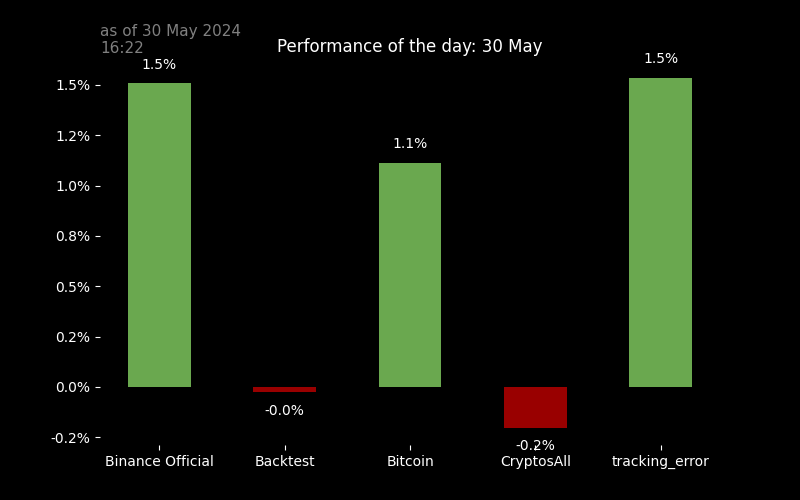 as of 30 May 2024
16:22
Performance of the day: 30 May
1.5%
-0.0%
1.1%
-0.2%
1.5%
1.5%
1.2%
1.0%
0.8%
0.5%
0.2%
0.0%
-0.2%
Binance Official
Backtest
Bitcoin
CryptosAll
tracking_error